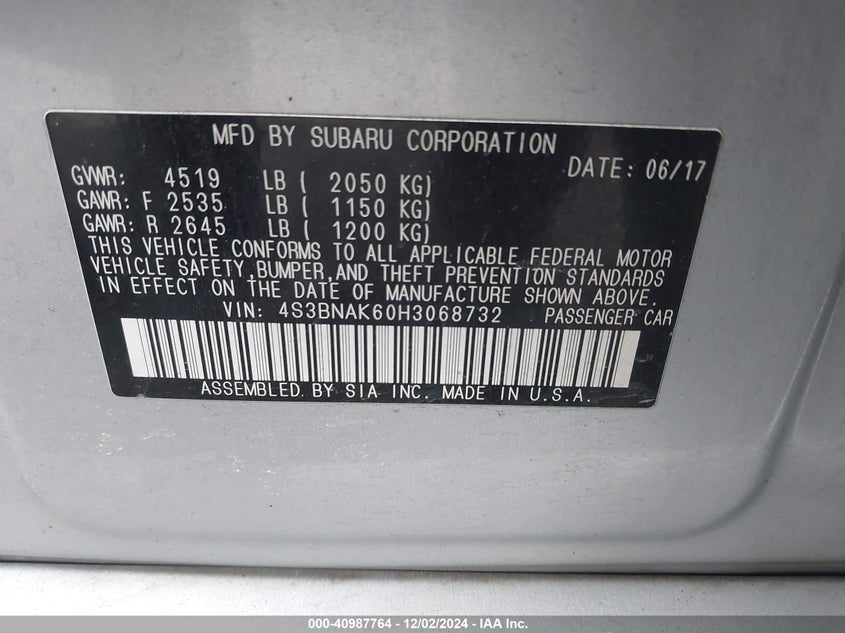 MFD BY SUBARU CORPORATION
DATE: 06/17
GVWR: 4519 LB ( 2050 KG)
GAWR: F 2535 LB ( 1150 KG)
GAWR: R 2645 LB ( 1200 KG)
THIS VEHICLE CONFORMS TO ALL APPLICABLE FEDERAL MOTOR
VEHICLE SAFETY, BUMPER, AND THEFT PREVENTION STANDARDS
IN EFFECT ON THE DATE OF MANUFACTURE SHOWN ABOVE.
VIN: 4S3BNAK60H3068732 PASSENGER CAR
ASSEMBLED BY SIA INC. MADE IN U.S.A.
000-40987764 - 12/02/2024 - IAA Inc.